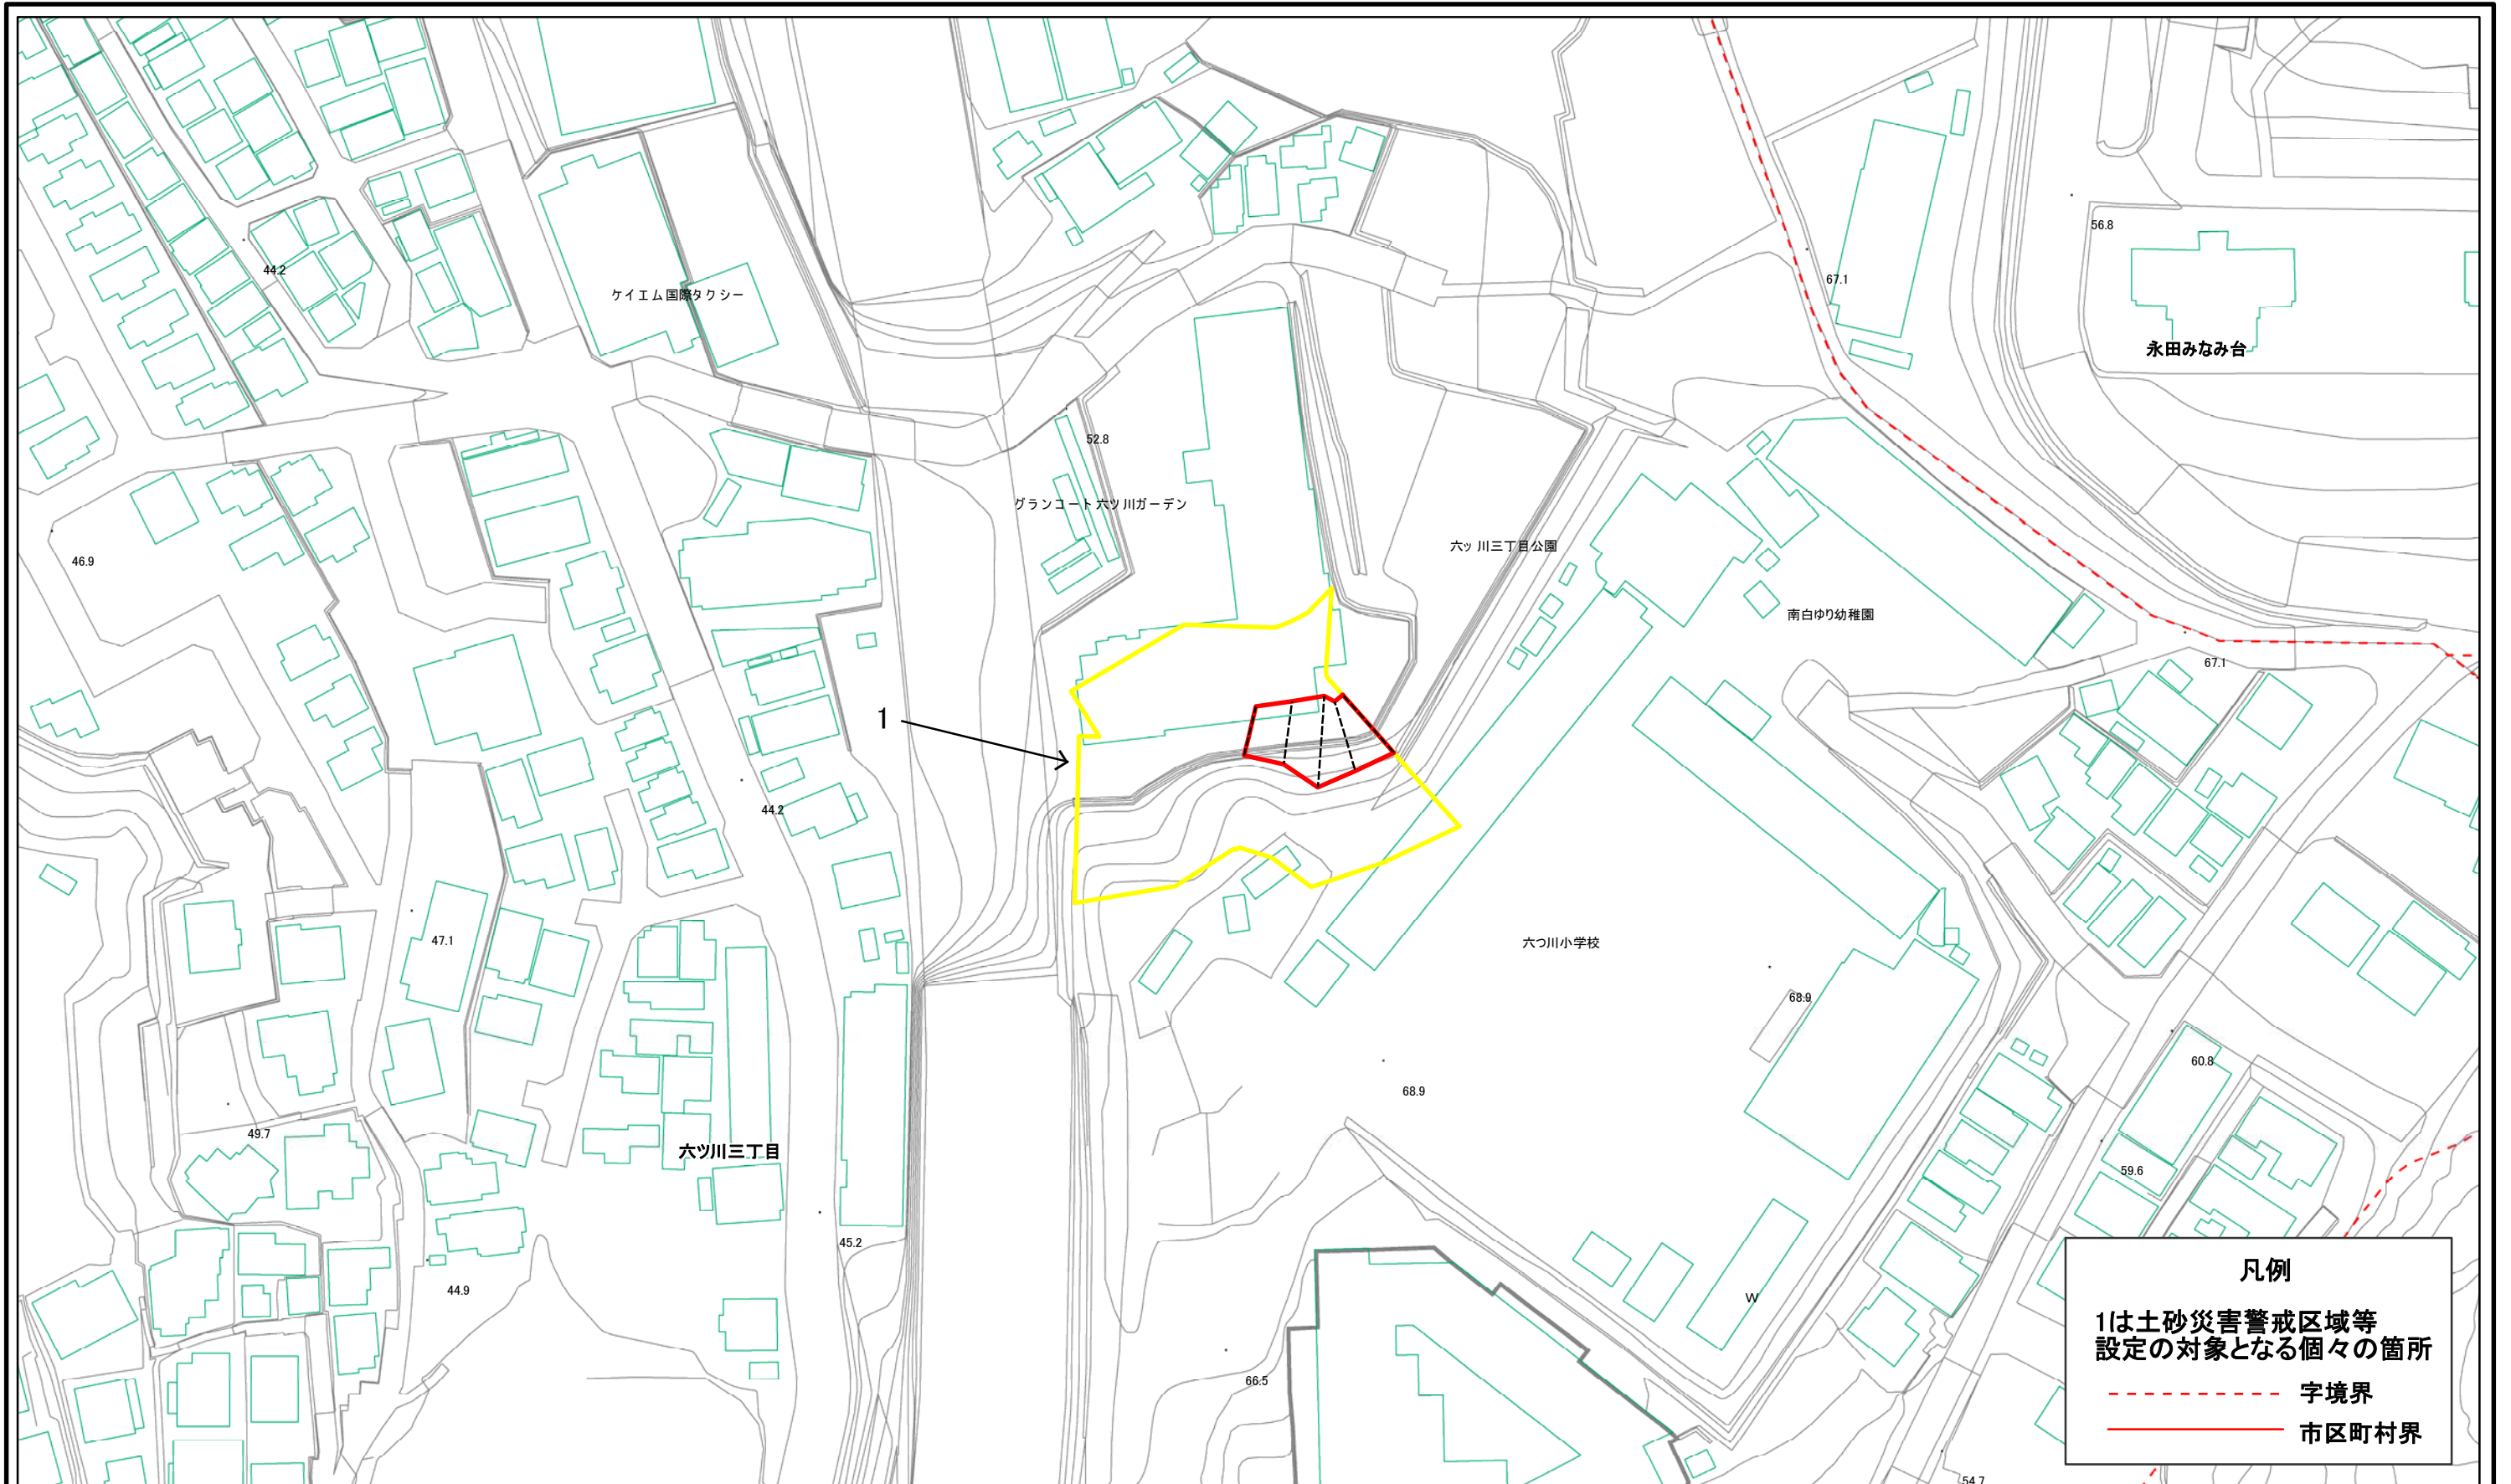 56.8
44.2
67.1
ケイエム国際タクシー
永田みなみ台
52.8
グランコート六ツ川ガーデン
六ッ川三丁目公園
46.9
南白ゆり幼稚園
67.1
1
44.2
47.1
六つ川小学校
68.9
60.8
68.9
49.7
六ツ川三丁目
59.6
45.2
44.9
W
66.5
54.7
凡例
1は土砂災害警戒区域等
設定の対象となる個々の箇所
字境界
市区町村界